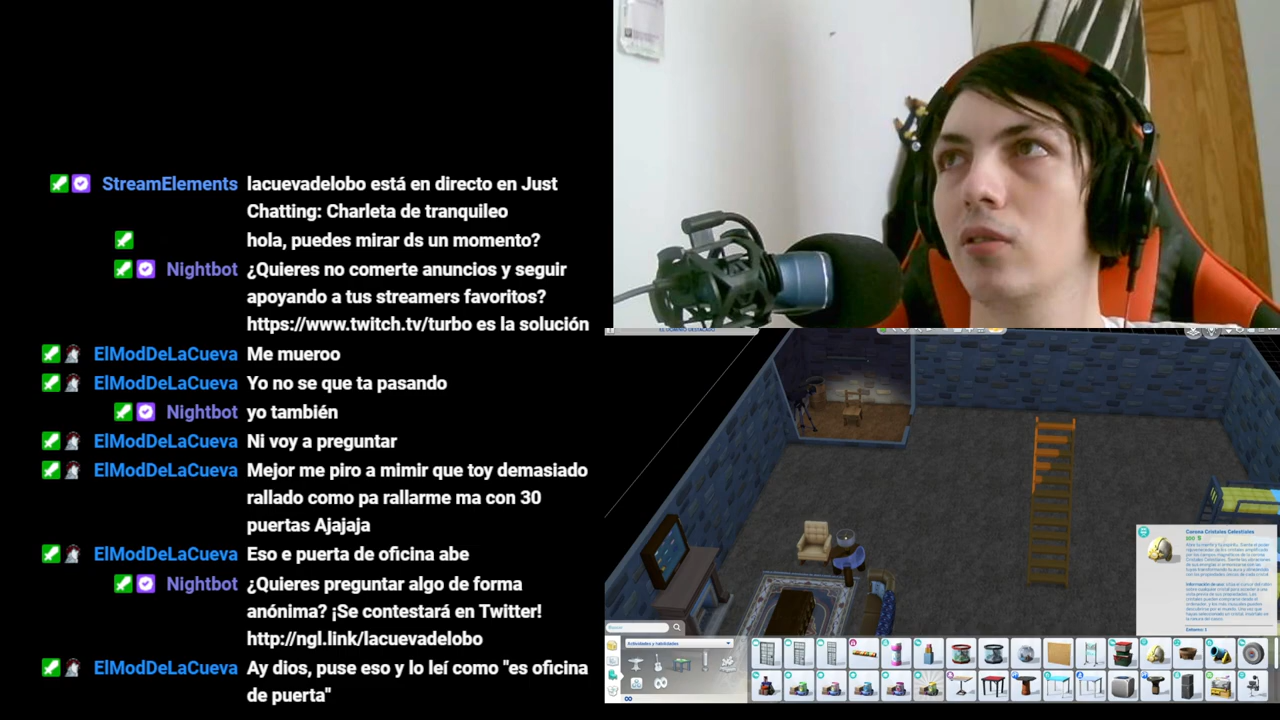 StreamElements lacuevadelobo está en directo en Just
Chatting: Charleta de tranquileo
hola, puedes mirar ds un momento?
Nightbot ¿Quieres no comerte anuncios y seguir
apoyando a tus streamers favoritos?
https://www.twitch.tv/turbo es la solución
ElModDeLaCueva Me mueroo
ElModDeLaCueva Yo no se que ta pasando
Nightbot yo también
ElModDeLaCueva Ni voy a preguntar
ElModDeLaCueva Mejor me piro a mimir que toy demasiado
rallado como pa rallarme ma con 30
puertas Ajajaja
ElModDeLaCueva Eso e puerta de oficina abe
Nightbot ¿Quieres preguntar algo de forma
anónima? ¡Se contestará en Twitter!
http://ngl.link/lacuevadelobo
ElModDeLaCueva Ay dios, puse eso y lo leí como "es oficina
de puerta"
Corona Cristales Celestiales
Actividades y habilidades